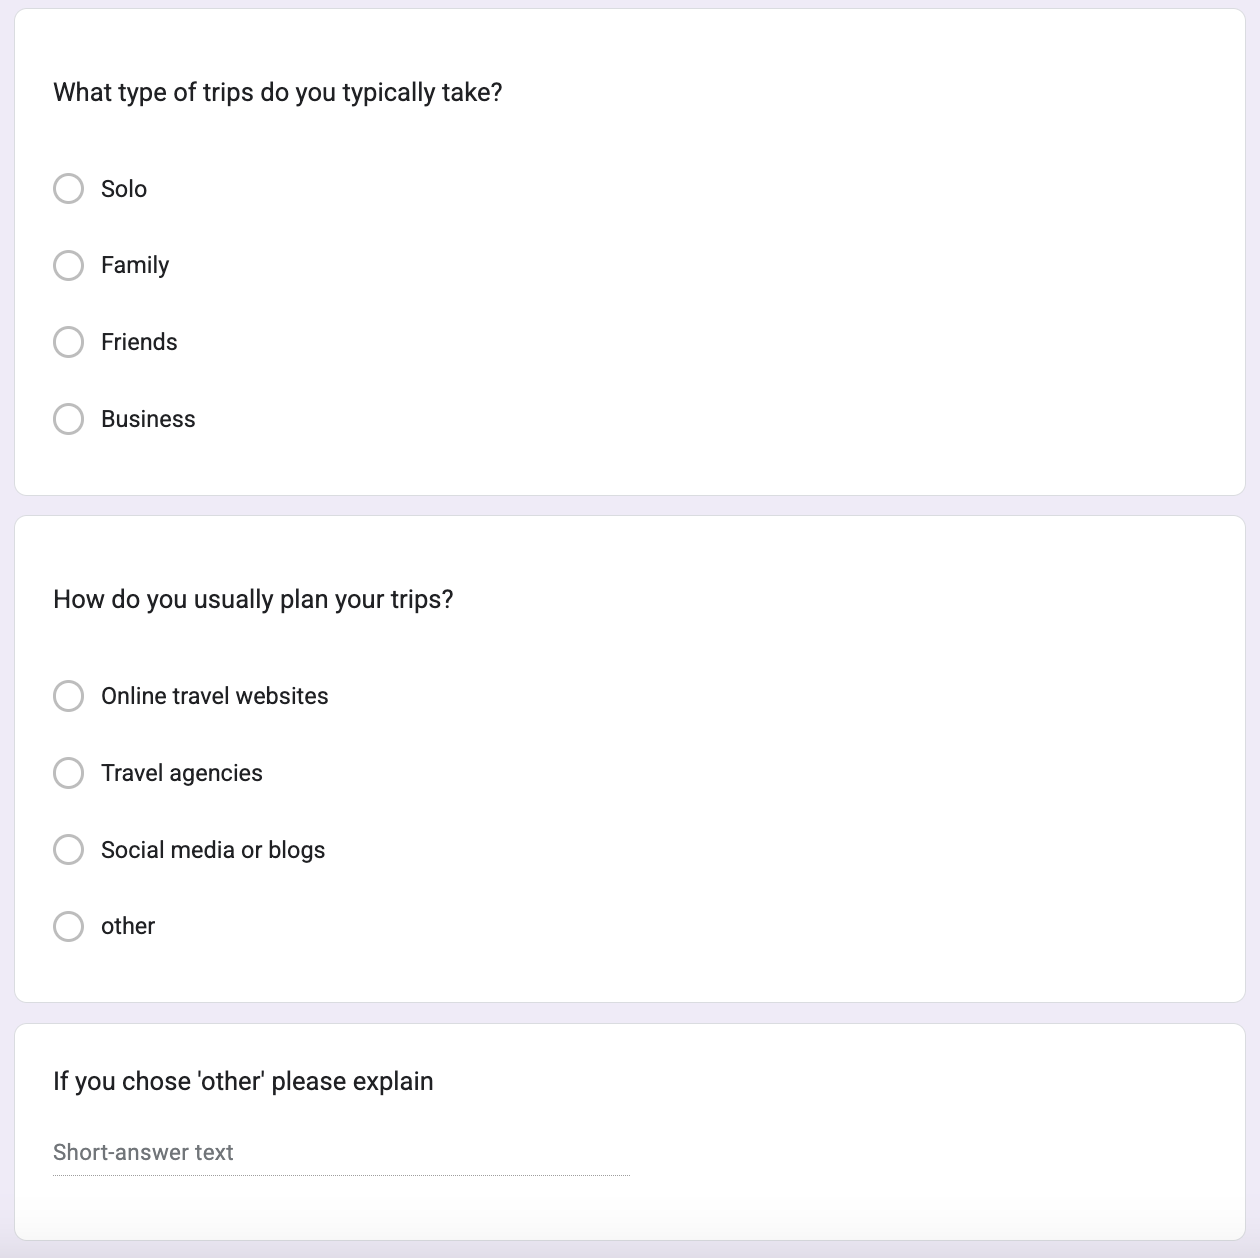 What type of trips do you typically take?
Solo
Family
Friends
Business
How do you usually plan your trips?
Online travel websites
Travel agencies
Social media or blogs
other
If you chose 'other' please explain
Short-answer text